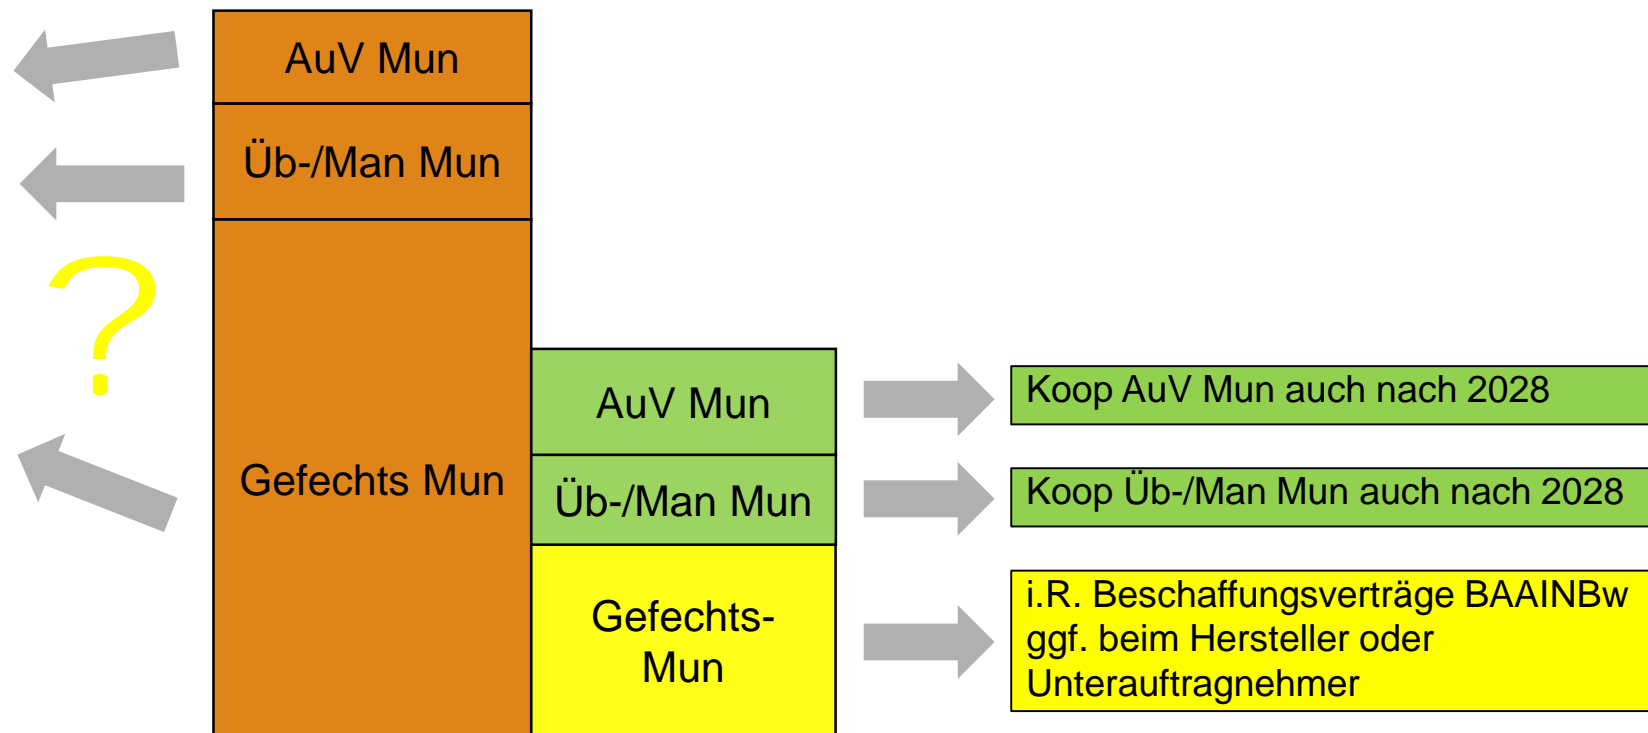 AuV Mun
Üb-/Man Mun
?
Gefechts Mun
AuV Mun
Üb-/Man Mun
Gefechts-
Mun
Koop AuV Mun auch nach 2028
Koop Üb-/Man Mun auch nach 2028
i.R. Beschaffungsverträge BAAINBw
ggf. beim Hersteller oder
Unterauftragnehmer